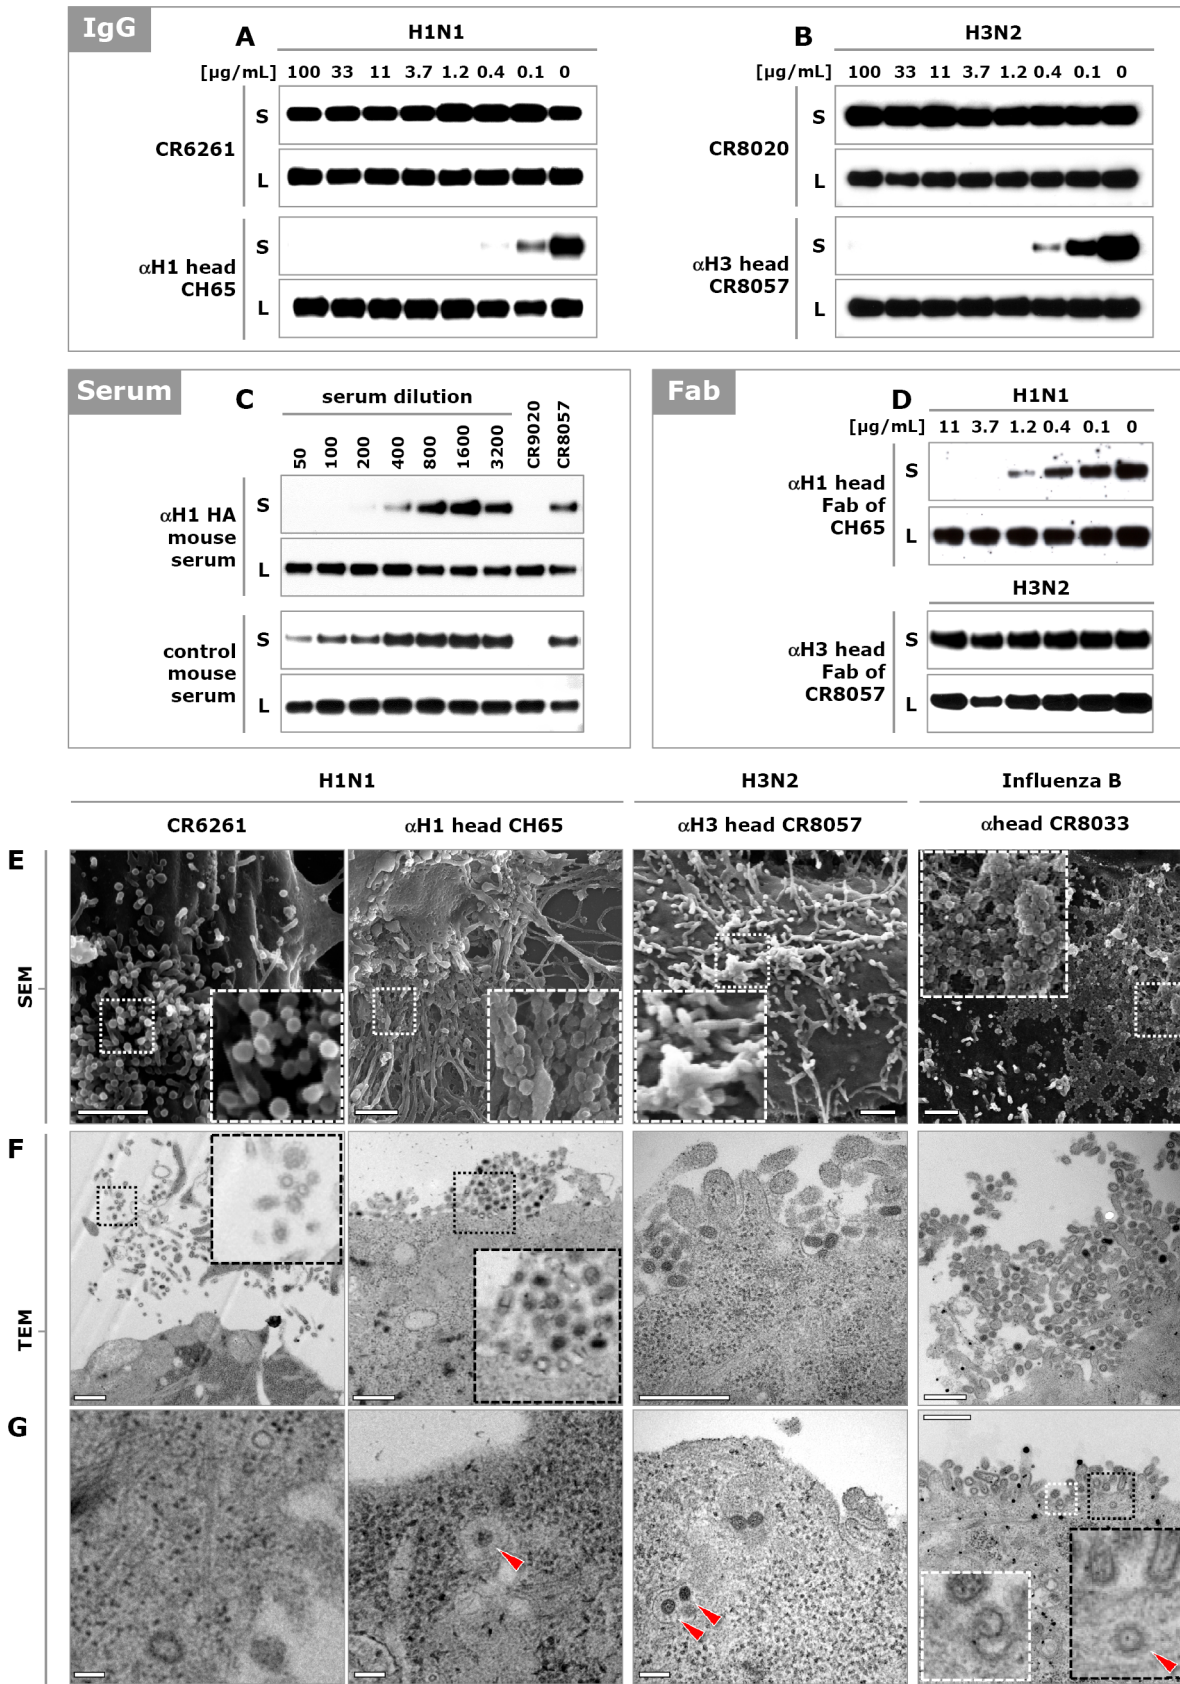 IgG
A
H1N1
[µg/mL] 100 33 11 3.7 1.2 0.4 0.1 0
CR6261
S
L
αH1 head
CH65
S
L
B
H3N2
[µg/mL] 100 33 11 3.7 1.2 0.4 0.1 0
CR8020
S
L
αH3 head
CR8057
S
L
Serum
C
serum dilution
50 100 200 400 800 1600 3200 CR9020 CR8057
αH1 HA
mouse
serum
S
L
control
mouse
serum
S
L
Fab
D
H1N1
[µg/mL] 11 3.7 1.2 0.4 0.1 0
αH1 head
Fab of
CH65
S
L
H3N2
αH3 head
Fab of
CR8057
S
L
H1N1 H3N2 Influenza B
CR6261 αH1 head CH65 αH3 head CR8057 αhead CR8033
E
SEM
F
TEM
G